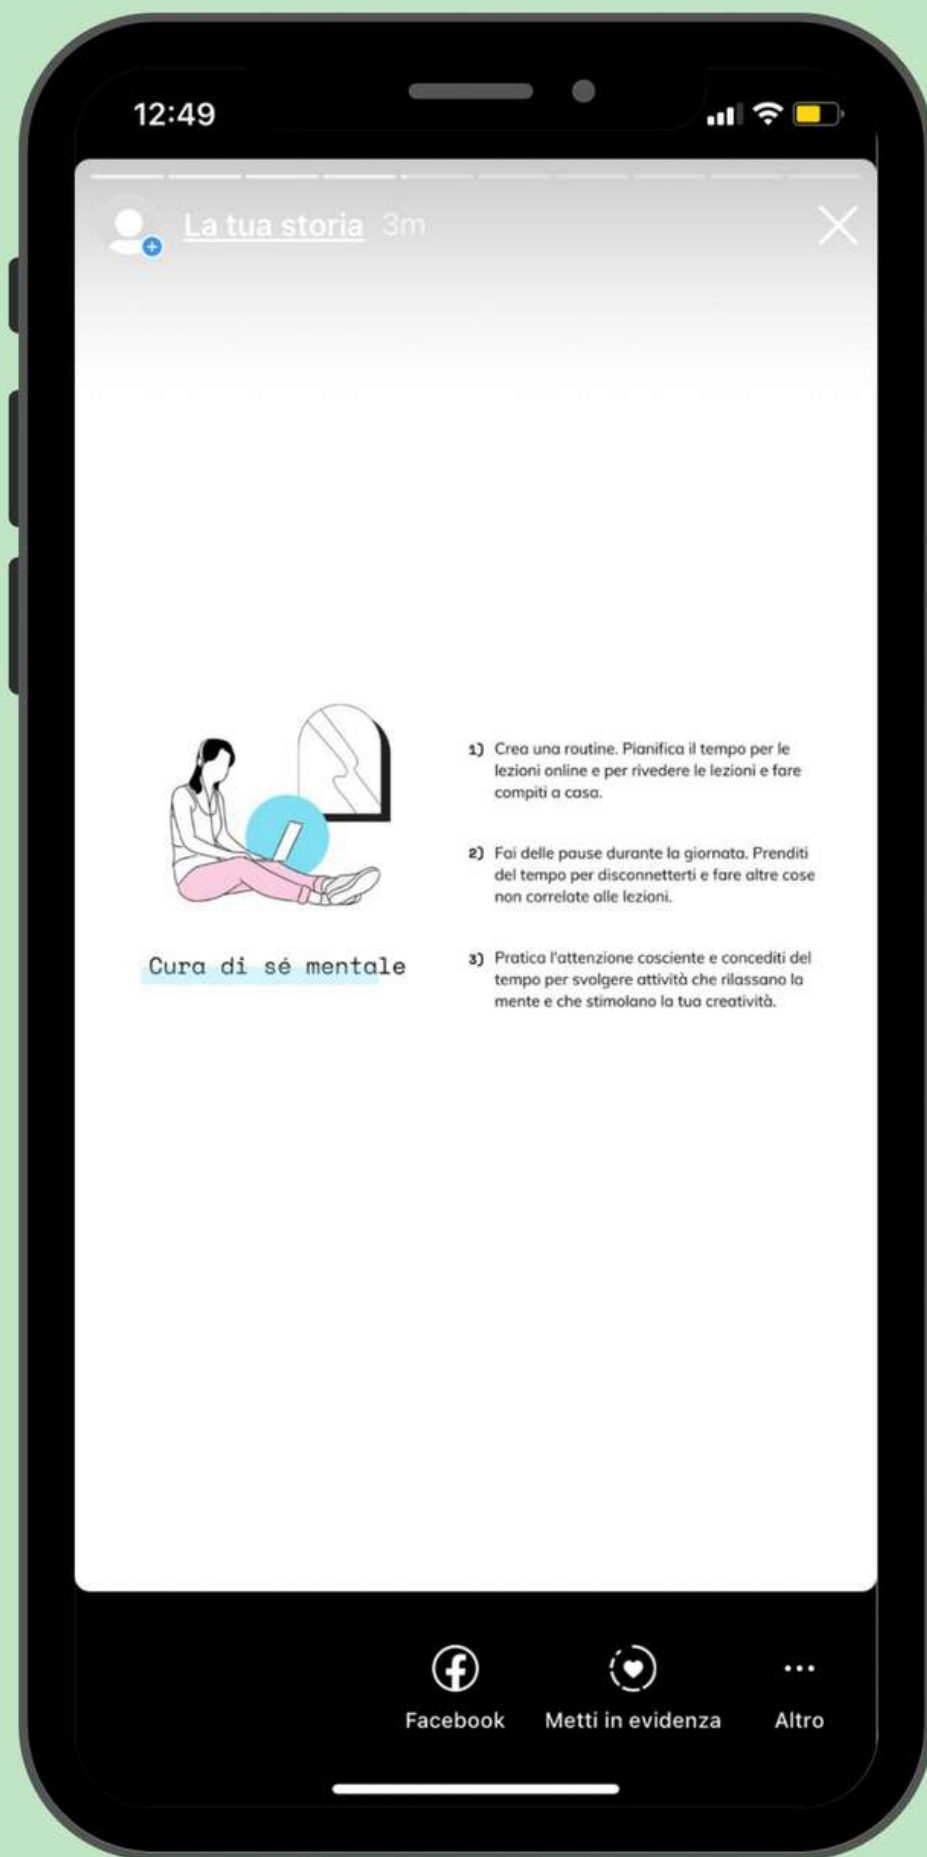 12:49
La tua storia 3m
1) Crea una routine. Pianifica il tempo per le
lezioni online e per rivedere le lezioni e fare
compiti a casa.
2) Fai delle pause durante la giornata. Prenditi
del tempo per disconnetterti e fare altre cose
non correlate alle lezioni.
Cura di sé mentale
3) Pratica l'attenzione cosciente e concediti del
tempo per svolgere attività che rilassano la
mente e che stimolano la tua creatività.
Facebook
Metti in evidenza
Altro